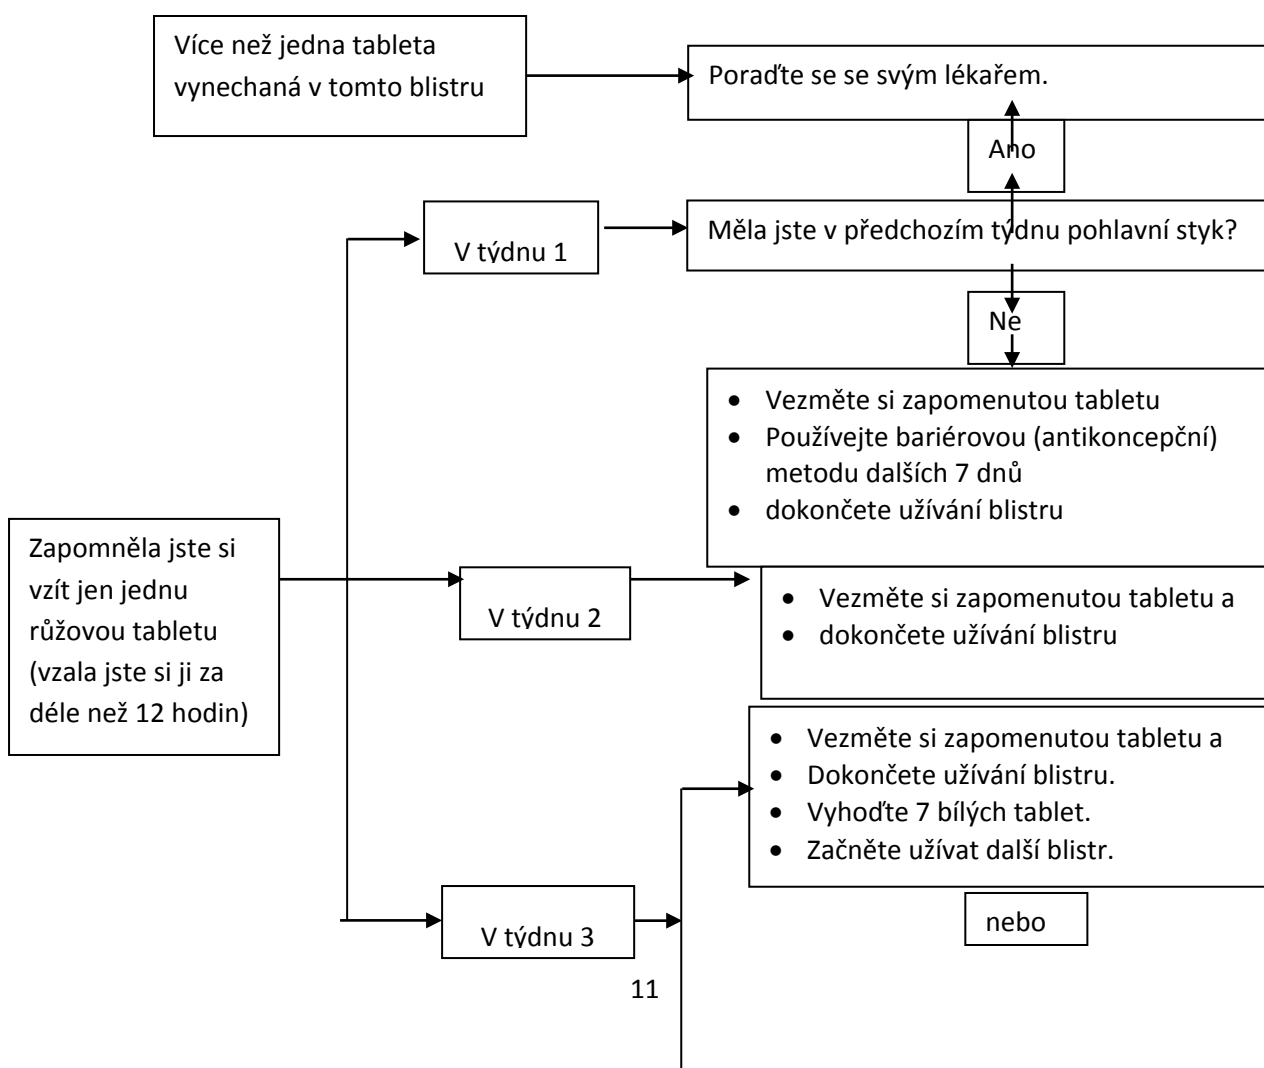 Více než jedna tableta
vynechaná v tomto blistru
Poraďte se se svým lékařem.
Ano
V týdnu 1
Měla jste v předchozím týdnu pohlavní styk?
Ne
• Vezměte si zapomenutou tabletu
• Používejte bariérovou (antikoncepční)
metodu dalších 7 dnů
• dokončete užívání blistru
Zapomněla jste si
vzít jen jednu
růžovou tabletu
(vzala jste si ji za
déle než 12 hodin)
V týdnu 2
• Vezměte si zapomenutou tabletu a
• dokončete užívání blistru
• Vezměte si zapomenutou tabletu a
• Dokončete užívání blistru.
• Vyhoďte 7 bílých tablet.
• Začněte užívat další blistr.
V týdnu 3
nebo
11